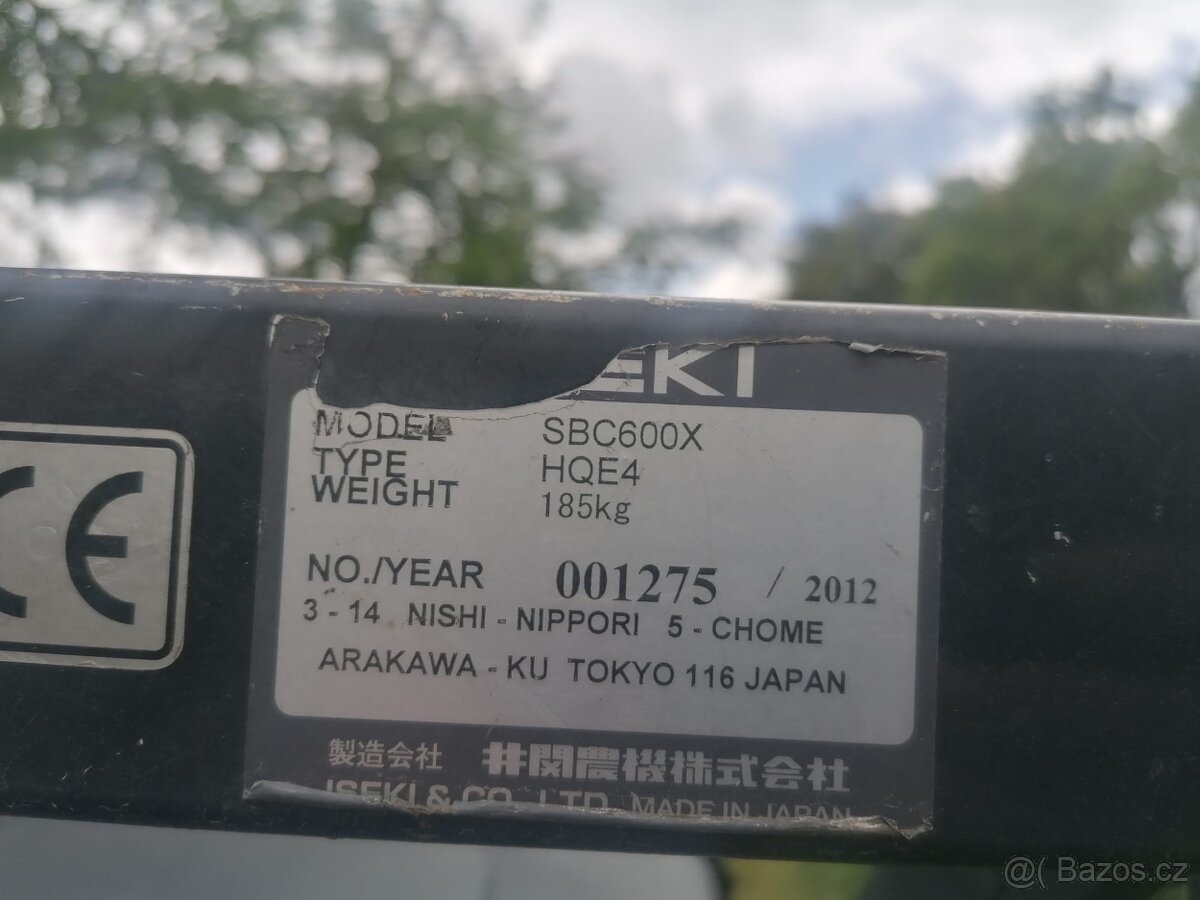 CE
EKI
MODEL SBC600X
TYPE HQE4
WEIGHT 185kg
NO./YEAR 001275 / 2012
3 - 14 NISHI - NIPPORI 5 - CHOME
ARAKAWA - KU TOKYO 116 JAPAN
製造会社 井関農機株式会社
ISEKI & CO., LTD. MADE IN JAPAN
@( Bazos.cz